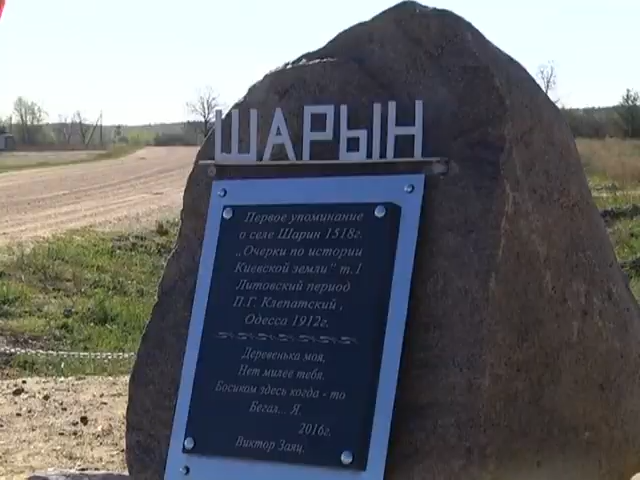 ШАРЫН
Первое упоминание
о селе Шарин 1518г.
„Очерки по истории
Киевской земли" т.1
Литовский период
П.Г. Клепатский,
Одесса 1912г.
Деревенька моя,
Нет милее тебя.
Босиком здесь когда - то
Бегал... Я.
2016г.
Виктор Заяц.